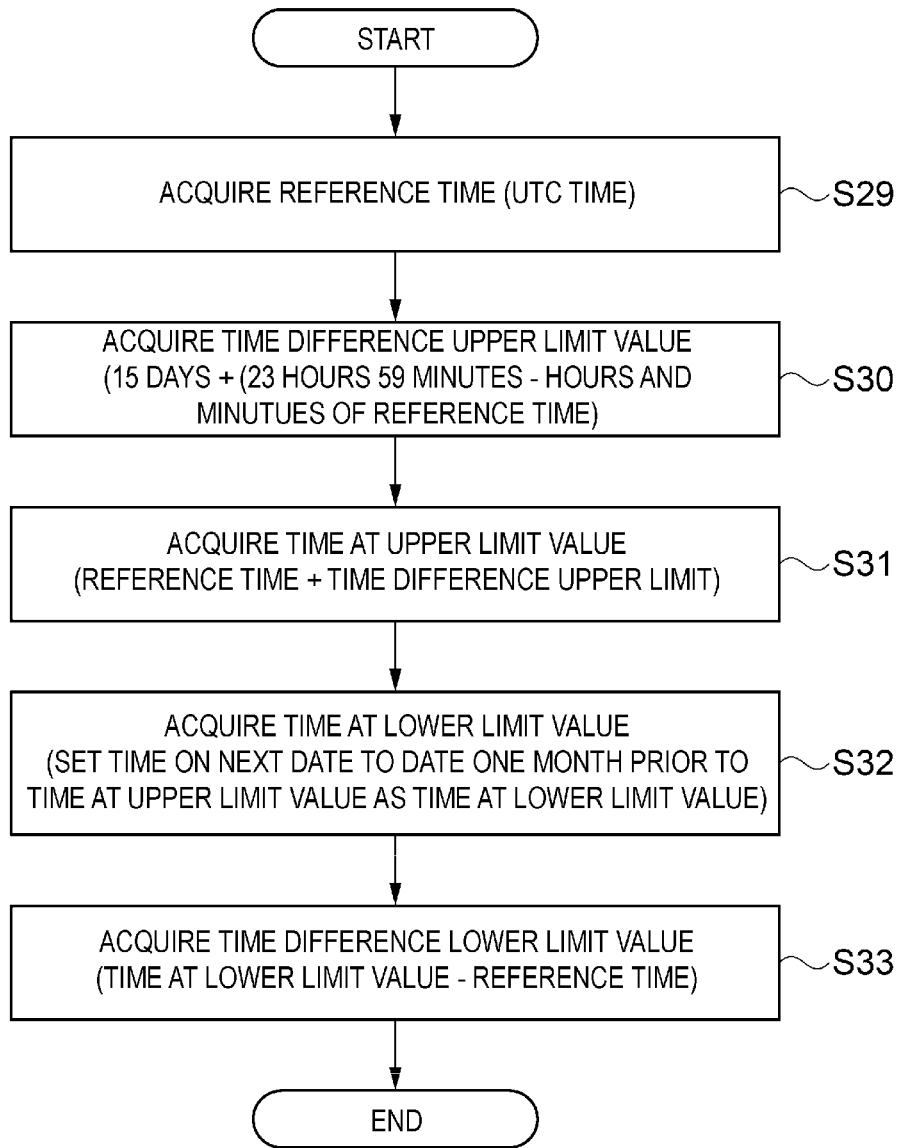 START
ACQUIRE REFERENCE TIME (UTC TIME)
S29
ACQUIRE TIME DIFFERENCE UPPER LIMIT VALUE
(15 DAYS + (23 HOURS 59 MINUTES - HOURS AND
MINUTUES OF REFERENCE TIME)
S30
ACQUIRE TIME AT UPPER LIMIT VALUE
(REFERENCE TIME + TIME DIFFERENCE UPPER LIMIT)
S31
ACQUIRE TIME AT LOWER LIMIT VALUE
(SET TIME ON NEXT DATE TO DATE ONE MONTH PRIOR TO
TIME AT UPPER LIMIT VALUE AS TIME AT LOWER LIMIT VALUE)
S32
ACQUIRE TIME DIFFERENCE LOWER LIMIT VALUE
(TIME AT LOWER LIMIT VALUE - REFERENCE TIME)
S33
END